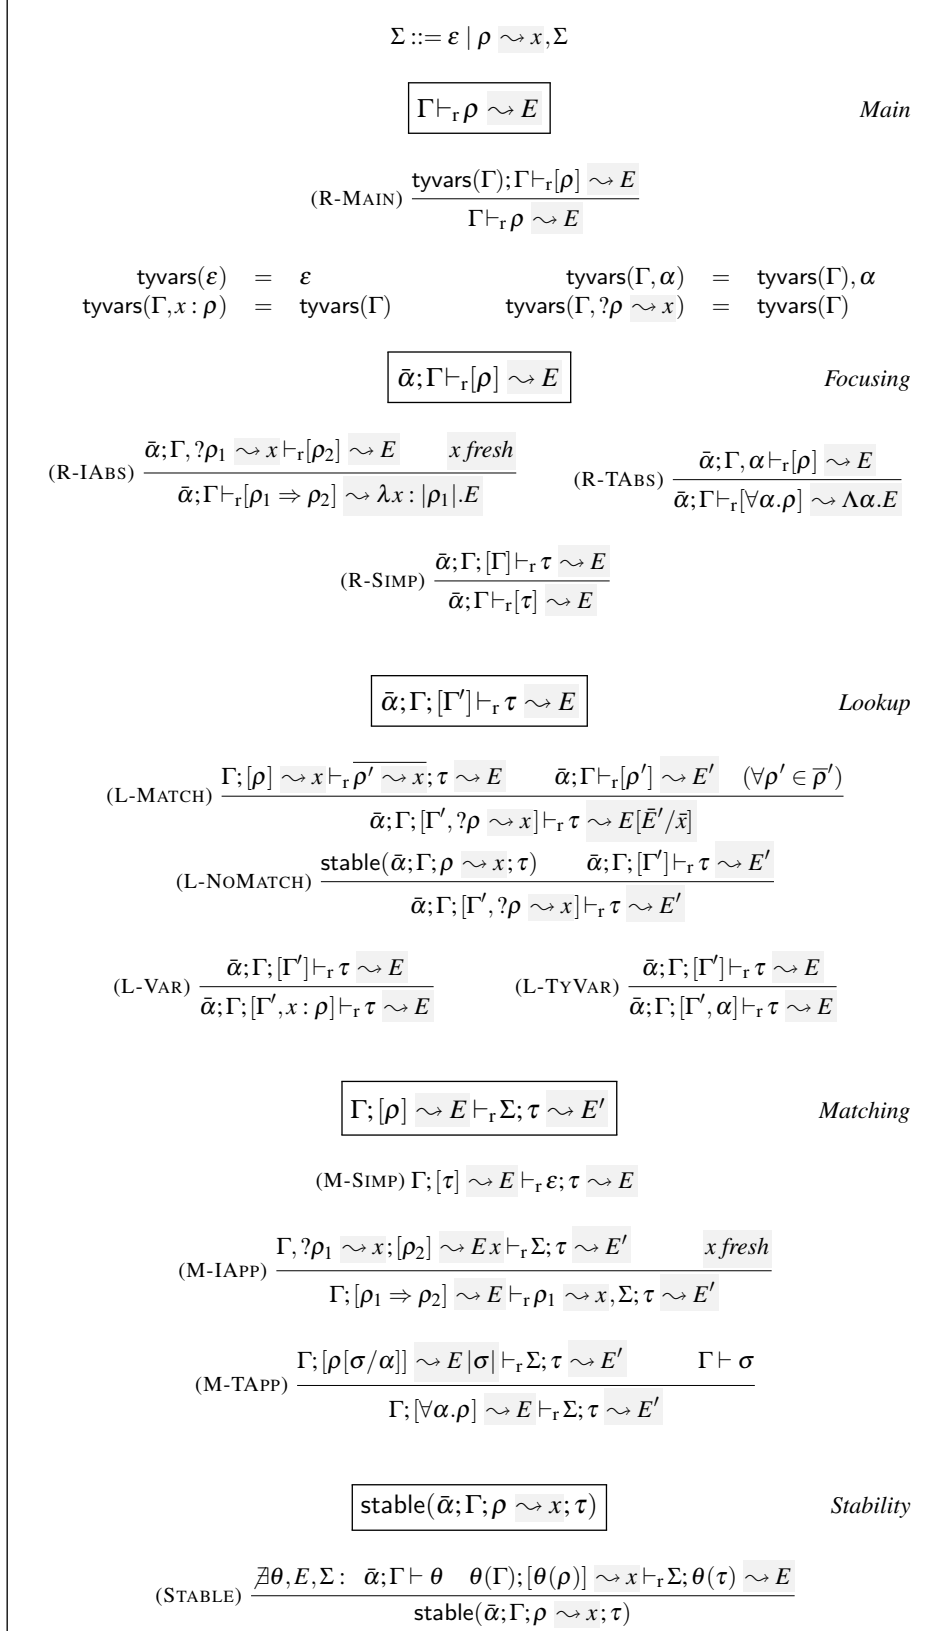 Σ ::= ε | ρ ⇝ x, Σ
Γ ⊢r ρ ⇝ E Main
(R-MAIN) tyvars(Γ); Γ ⊢r [ρ] ⇝ E
Γ ⊢r ρ ⇝ E
tyvars(ε) = ε tyvars(Γ, α) = tyvars(Γ), α
tyvars(Γ, x : ρ) = tyvars(Γ) tyvars(Γ, ?ρ ⇝ x) = tyvars(Γ)
ᾱ; Γ ⊢r [ρ] ⇝ E Focusing
(R-IABS) ᾱ; Γ, ?ρ₁ ⇝ x ⊢r [ρ₂] ⇝ E x fresh
ᾱ; Γ ⊢r [ρ₁ ⇒ ρ₂] ⇝ λx : |ρ₁|.E
(R-TABS) ᾱ; Γ, α ⊢r [ρ] ⇝ E
ᾱ; Γ ⊢r [∀α.ρ] ⇝ Λα.E
(R-SIMP) ᾱ; Γ; [Γ] ⊢r τ ⇝ E
ᾱ; Γ ⊢r [τ] ⇝ E
ᾱ; Γ; [Γ′] ⊢r τ ⇝ E Lookup
(L-MATCH) Γ; [ρ] ⇝ x ⊢r ρ̅′̅ ̅⇝̅ ̅x̅; τ ⇝ E ᾱ; Γ ⊢r [ρ′] ⇝ E′ (∀ρ′ ∈ ρ̅′)
ᾱ; Γ; [Γ′, ?ρ ⇝ x] ⊢r τ ⇝ E[Ē′/x̄]
(L-NOMATCH) stable(ᾱ; Γ; ρ ⇝ x; τ) ᾱ; Γ; [Γ′] ⊢r τ ⇝ E′
ᾱ; Γ; [Γ′, ?ρ ⇝ x] ⊢r τ ⇝ E′
(L-VAR) ᾱ; Γ; [Γ′] ⊢r τ ⇝ E
ᾱ; Γ; [Γ′, x : ρ] ⊢r τ ⇝ E
(L-TYVAR) ᾱ; Γ; [Γ′] ⊢r τ ⇝ E
ᾱ; Γ; [Γ′, α] ⊢r τ ⇝ E
Γ; [ρ] ⇝ E ⊢r Σ; τ ⇝ E′ Matching
(M-SIMP) Γ; [τ] ⇝ E ⊢r ε; τ ⇝ E
(M-IAPP) Γ, ?ρ₁ ⇝ x; [ρ₂] ⇝ E x ⊢r Σ; τ ⇝ E′ x fresh
Γ; [ρ₁ ⇒ ρ₂] ⇝ E ⊢r ρ₁ ⇝ x, Σ; τ ⇝ E′
(M-TAPP) Γ; [ρ[σ/α]] ⇝ E |σ| ⊢r Σ; τ ⇝ E′ Γ ⊢ σ
Γ; [∀α.ρ] ⇝ E ⊢r Σ; τ ⇝ E′
stable(ᾱ; Γ; ρ ⇝ x; τ) Stability
(STABLE) ∄θ, E, Σ : ᾱ; Γ ⊢ θ θ(Γ); [θ(ρ)] ⇝ x ⊢r Σ; θ(τ) ⇝ E
stable(ᾱ; Γ; ρ ⇝ x; τ)